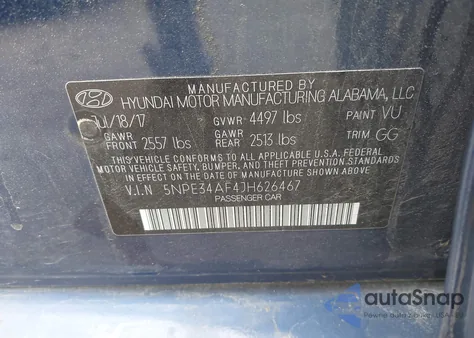 MANUFACTURED BY
HYUNDAI MOTOR MANUFACTURING ALABAMA, LLC
Jul/18/17 GVWR 4497 lbs PAINT VU
GAWR FRONT 2557 lbs GAWR REAR 2513 lbs TRIM GG
THIS VEHICLE CONFORMS TO ALL APPLICABLE U.S.A. FEDERAL
MOTOR VEHICLE SAFETY, BUMPER, AND THEFT PREVENTION STANDARDS
IN EFFECT ON THE DATE OF MANUFACTURE SHOWN ABOVE.
V.I.N 5NPE34AF4JH626467
PASSENGER CAR
autoSnap